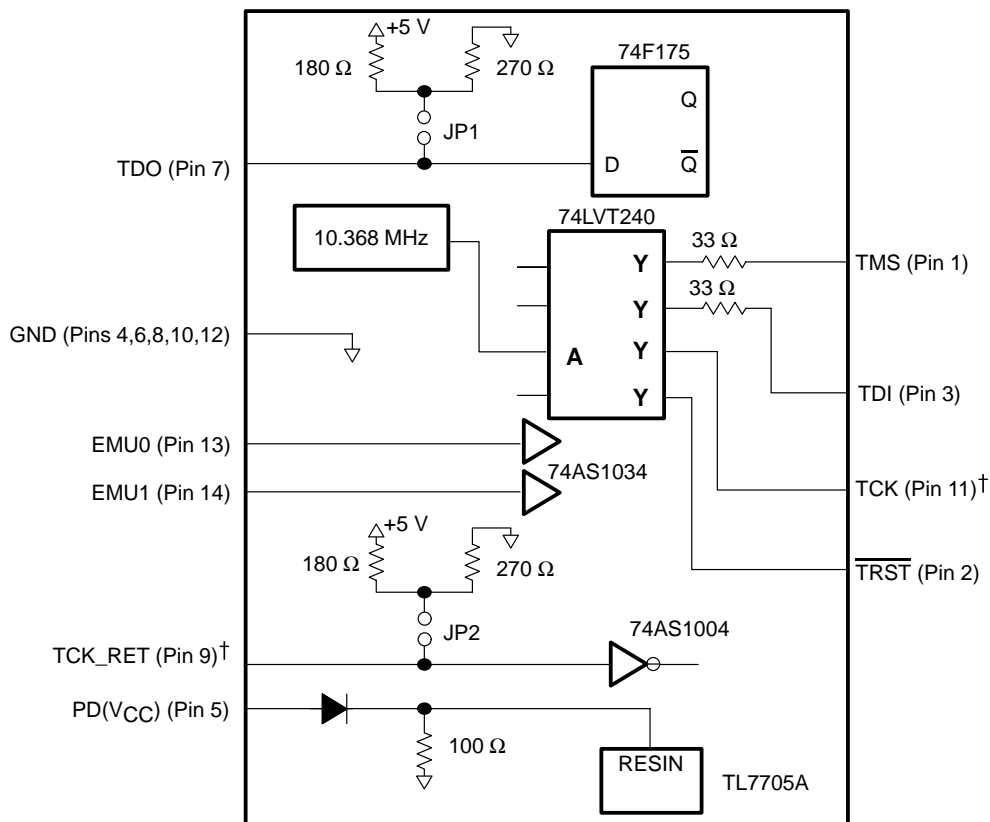 +5 V
180 Ω
270 Ω
74F175
Q
JP1
TDO (Pin 7)
D
Q̅
74LVT240
10.368 MHz
33 Ω
Y
TMS (Pin 1)
33 Ω
Y
GND (Pins 4,6,8,10,12)
A
Y
Y
TDI (Pin 3)
EMU0 (Pin 13)
74AS1034
EMU1 (Pin 14)
TCK (Pin 11)†
+5 V
180 Ω
270 Ω
T̅R̅S̅T̅ (Pin 2)
JP2
74AS1004
TCK_RET (Pin 9)†
PD(VCC) (Pin 5)
100 Ω
RESIN
TL7705A